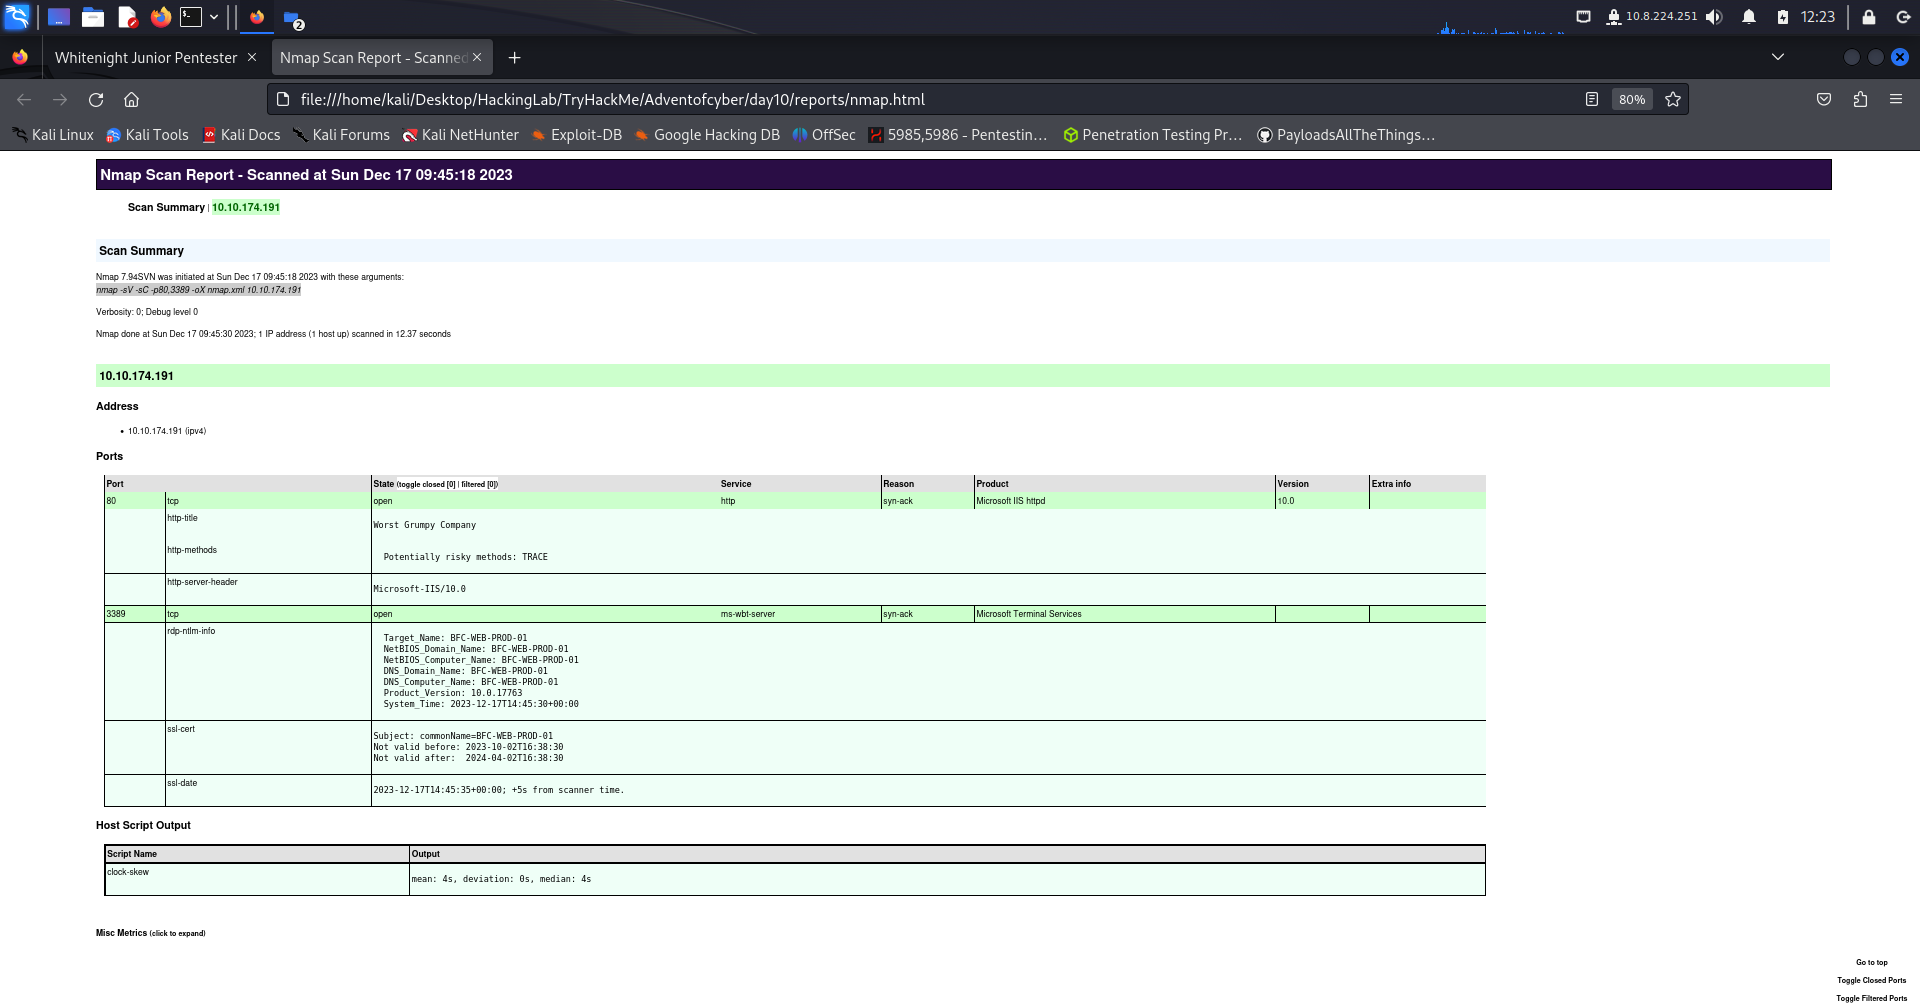 2
10.8.224.251
12:23
Whitenight Junior Pentester
Nmap Scan Report - Scanned
file:///home/kali/Desktop/HackingLab/TryHackMe/Adventofcyber/day10/reports/nmap.html
80%
Kali Linux Kali Tools Kali Docs Kali Forums Kali NetHunter Exploit-DB Google Hacking DB OffSec 5985,5986 - Pentestin… Penetration Testing Pr… PayloadsAllTheThings…
Nmap Scan Report - Scanned at Sun Dec 17 09:45:18 2023
Scan Summary | 10.10.174.191
Scan Summary
Nmap 7.94SVN was initiated at Sun Dec 17 09:45:18 2023 with these arguments:
nmap -sV -sC -p80,3389 -oX nmap.xml 10.10.174.191
Verbosity: 0; Debug level 0
Nmap done at Sun Dec 17 09:45:30 2023; 1 IP address (1 host up) scanned in 12.37 seconds
10.10.174.191
Address
• 10.10.174.191 (ipv4)
Ports
Port State (toggle closed [0] | filtered [0]) Service Reason Product Version Extra info
80 tcp open http syn-ack Microsoft IIS httpd 10.0
http-title
Worst Grumpy Company
http-methods
Potentially risky methods: TRACE
http-server-header
Microsoft-IIS/10.0
3389 tcp open ms-wbt-server syn-ack Microsoft Terminal Services
rdp-ntlm-info
Target_Name: BFC-WEB-PROD-01
NetBIOS_Domain_Name: BFC-WEB-PROD-01
NetBIOS_Computer_Name: BFC-WEB-PROD-01
DNS_Domain_Name: BFC-WEB-PROD-01
DNS_Computer_Name: BFC-WEB-PROD-01
Product_Version: 10.0.17763
System_Time: 2023-12-17T14:45:30+00:00
ssl-cert
Subject: commonName=BFC-WEB-PROD-01
Not valid before: 2023-10-02T16:38:30
Not valid after:  2024-04-02T16:38:30
ssl-date
2023-12-17T14:45:35+00:00; +5s from scanner time.
Host Script Output
Script Name Output
clock-skew
mean: 4s, deviation: 0s, median: 4s
Misc Metrics (click to expand)
Go to top
Toggle Closed Ports
Toggle Filtered Ports